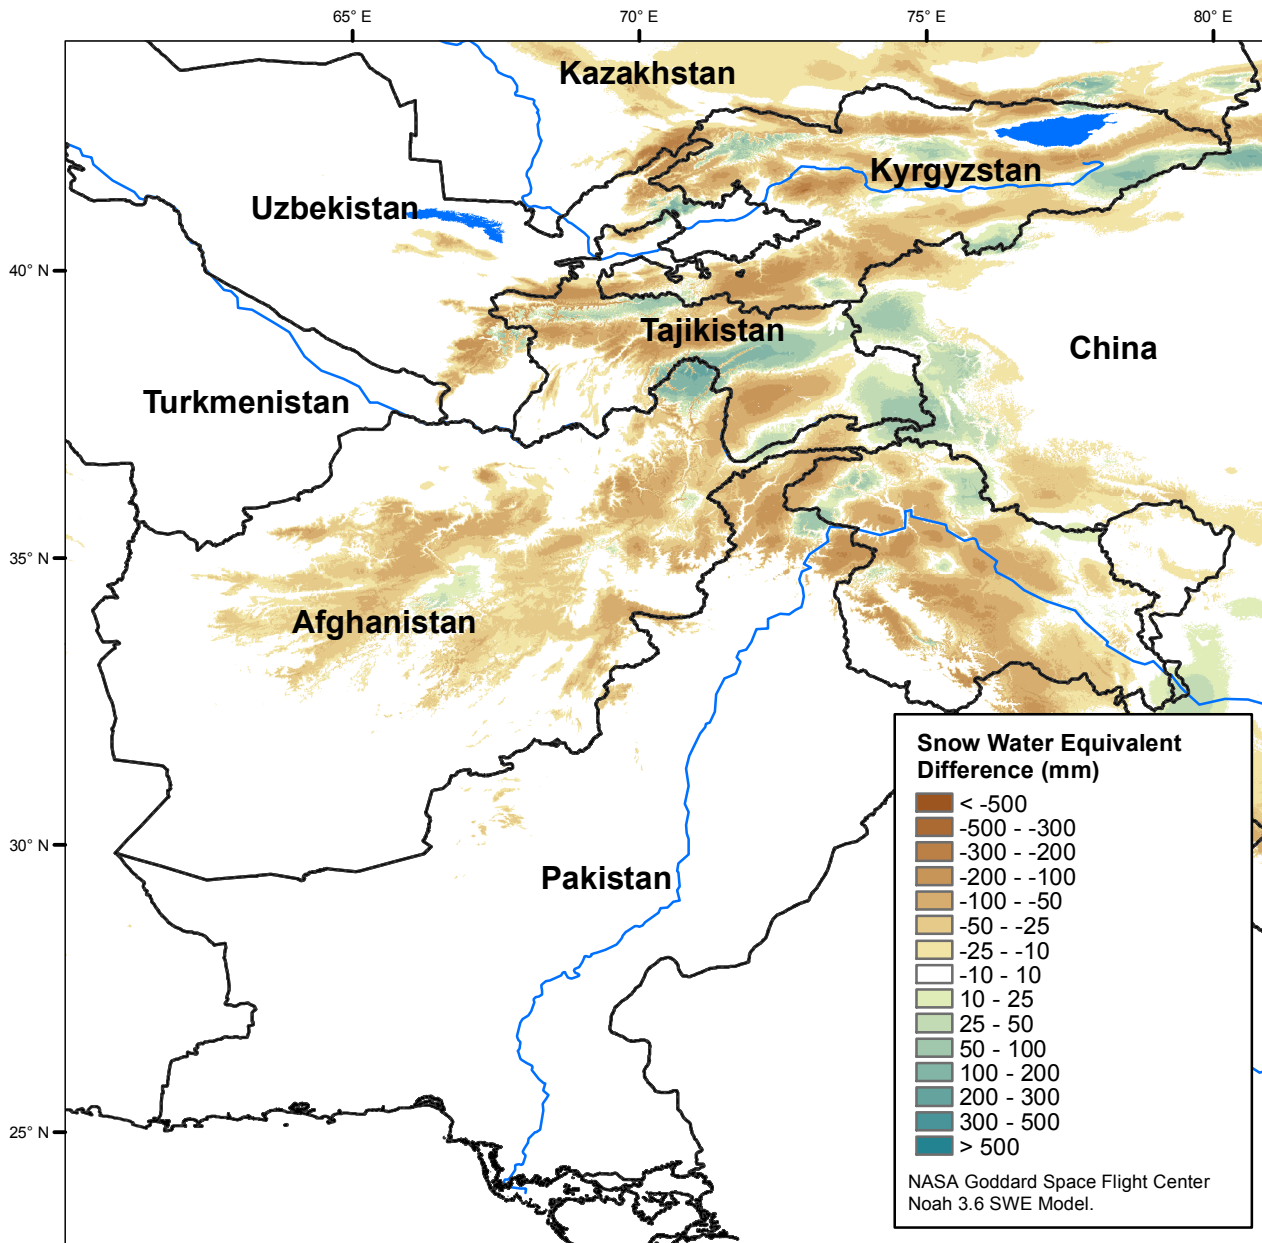 65° E
70° E
75° E
80° E
Kazakhstan
Kyrgyzstan
Uzbekistan
40° N
Tajikistan
China
Turkmenistan
35° N
Afghanistan
Snow Water Equivalent
Difference (mm)
< -500
-500 - -300
-300 - -200
-200 - -100
-100 - -50
-50 - -25
-25 - -10
-10 - 10
10 - 25
25 - 50
50 - 100
100 - 200
200 - 300
300 - 500
> 500
NASA Goddard Space Flight Center
Noah 3.6 SWE Model.
30° N
Pakistan
25° N